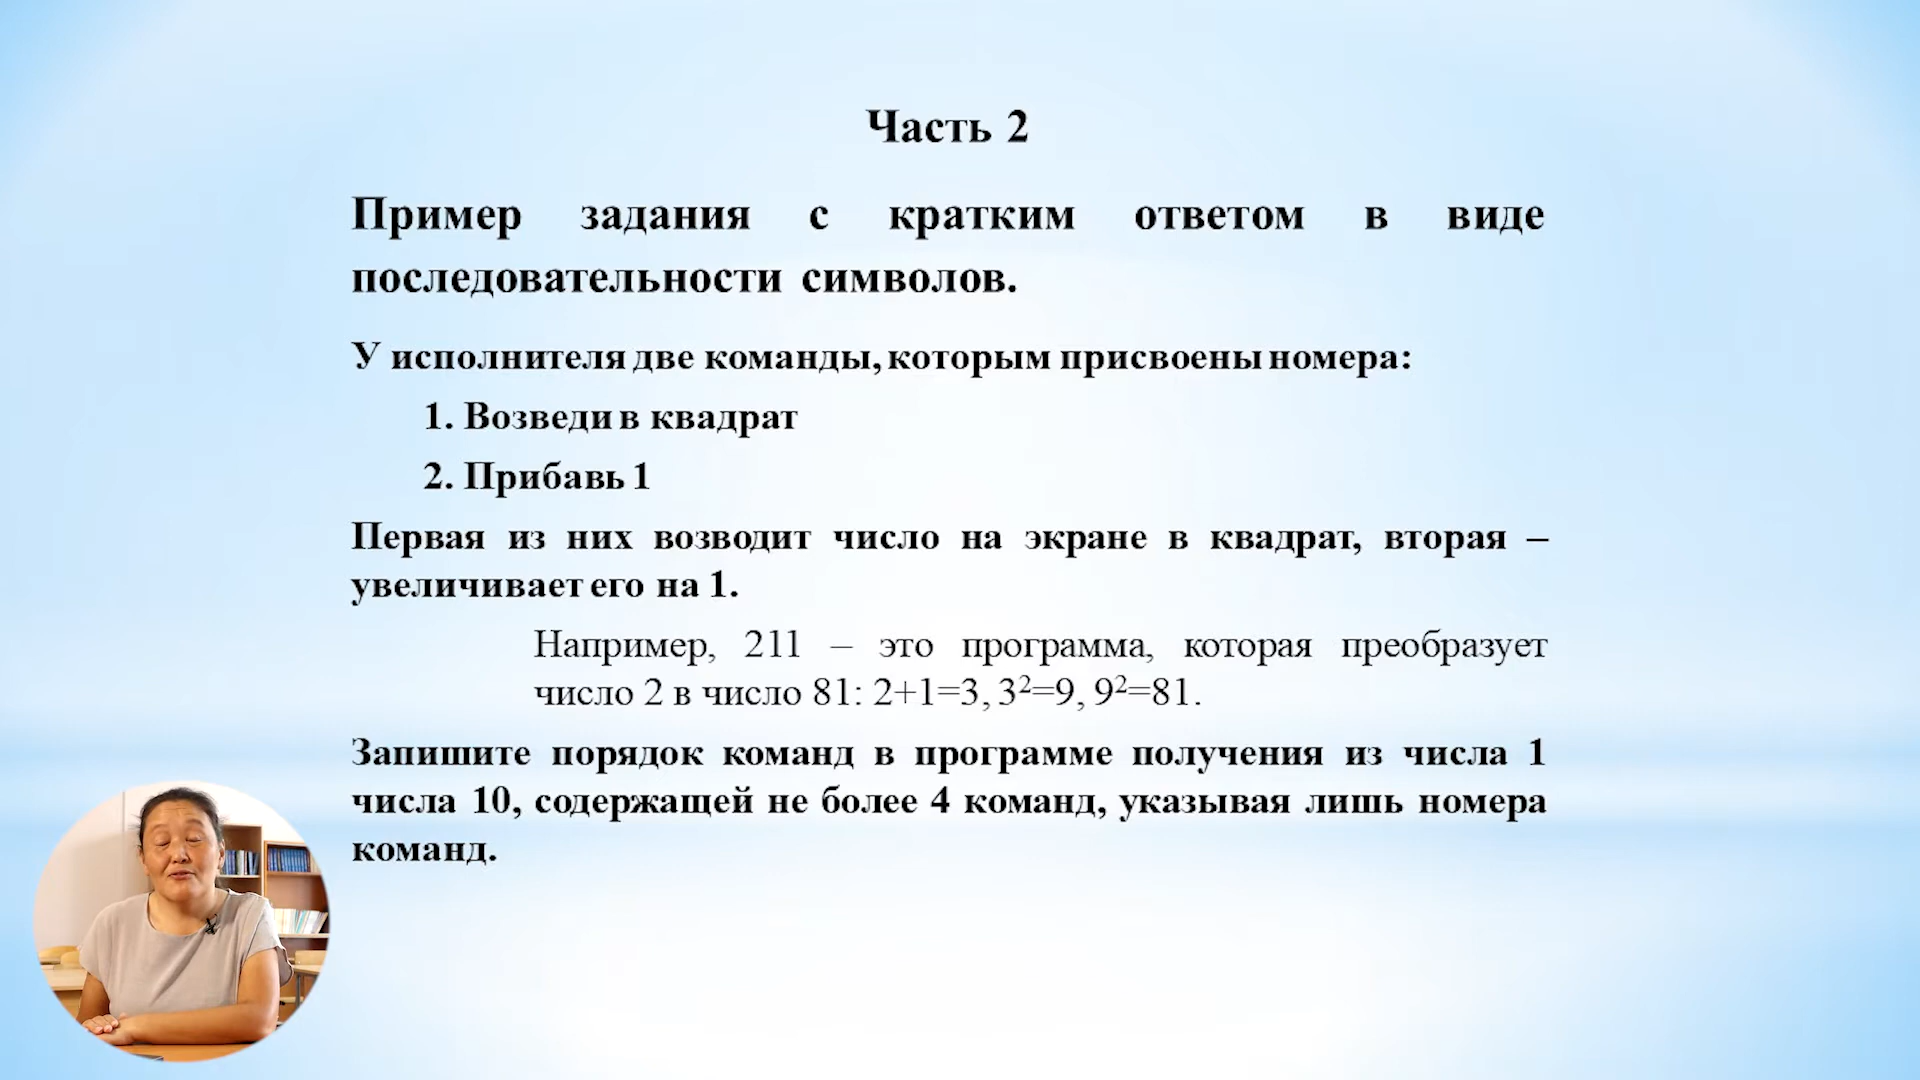 Часть 2
Пример задания с кратким ответом в виде
последовательности символов.
У исполнителя две команды, которым присвоены номера:
1. Возведи в квадрат
2. Прибавь 1
Первая из них возводит число на экране в квадрат, вторая –
увеличивает его на 1.
Например, 211 – это программа, которая преобразует
число 2 в число 81: 2+1=3, 3²=9, 9²=81.
Запишите порядок команд в программе получения из числа 1
числа 10, содержащей не более 4 команд, указывая лишь номера
команд.